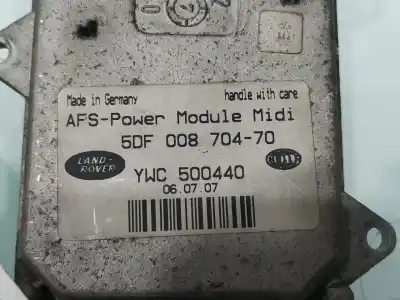 Made in Germany handle with care
AFS-Power Module Midi
5DF 008 704-70
LAND-
ROVER
YWC 500440
06.07.07